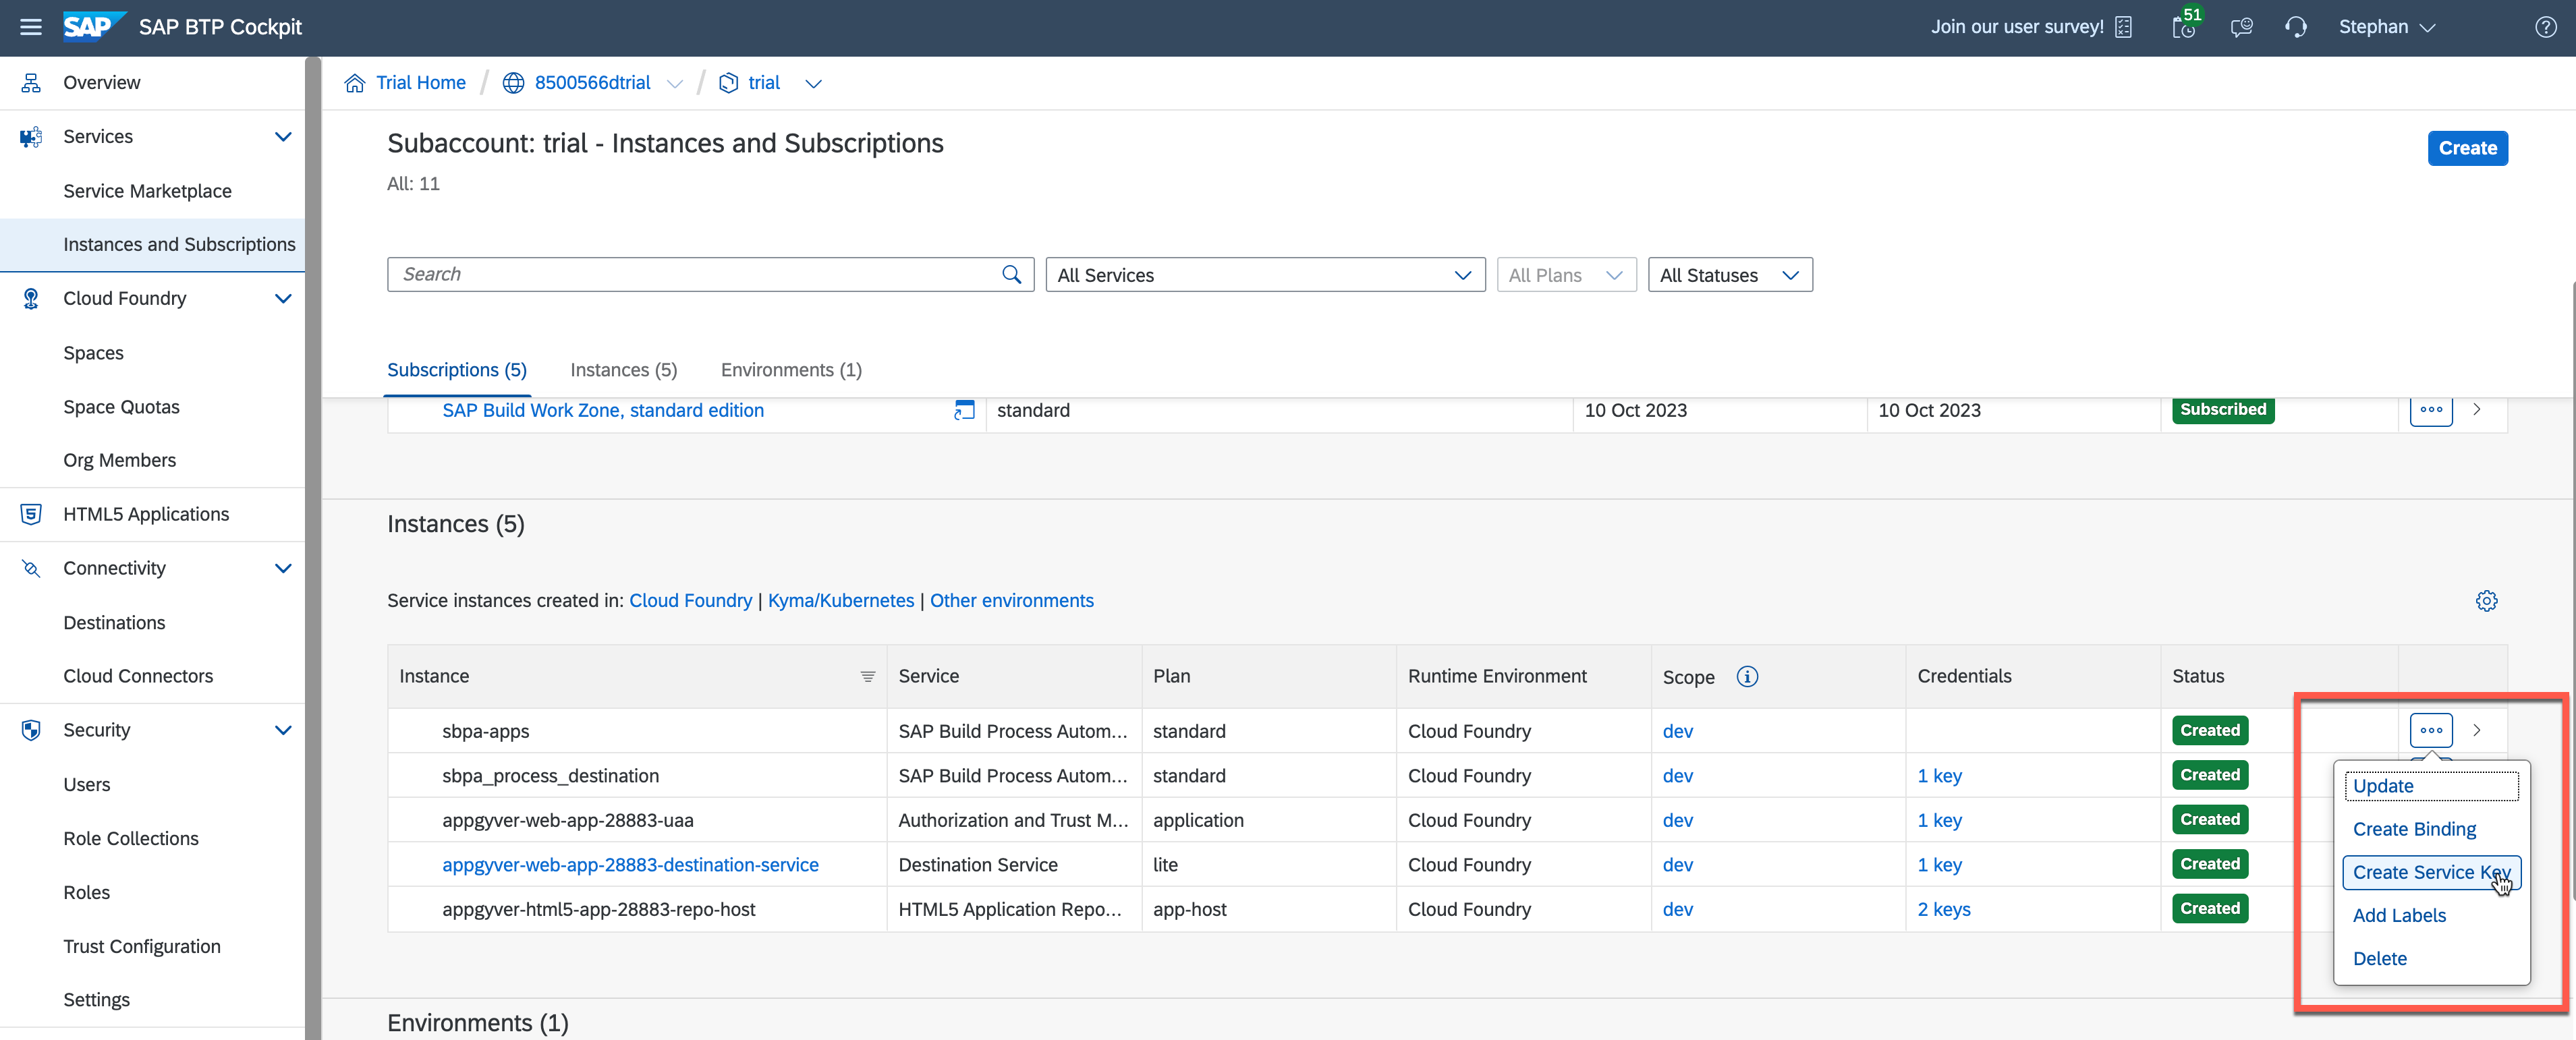 SAP SAP BTP Cockpit Join our user survey! 51 Stephan
Overview
Services
Service Marketplace
Instances and Subscriptions
Cloud Foundry
Spaces
Space Quotas
Org Members
HTML5 Applications
Connectivity
Destinations
Cloud Connectors
Security
Users
Role Collections
Roles
Trust Configuration
Settings
Trial Home / 8500566dtrial / trial
Subaccount: trial - Instances and Subscriptions
Create
All: 11
Search All Services All Plans All Statuses
Subscriptions (5) Instances (5) Environments (1)
SAP Build Work Zone, standard edition standard 10 Oct 2023 10 Oct 2023 Subscribed
Instances (5)
Service instances created in: Cloud Foundry | Kyma/Kubernetes | Other environments
Instance Service Plan Runtime Environment Scope Credentials Status
sbpa-apps SAP Build Process Autom... standard Cloud Foundry dev Created
sbpa_process_destination SAP Build Process Autom... standard Cloud Foundry dev 1 key Created
appgyver-web-app-28883-uaa Authorization and Trust M... application Cloud Foundry dev 1 key Created
appgyver-web-app-28883-destination-service Destination Service lite Cloud Foundry dev 1 key Created
appgyver-html5-app-28883-repo-host HTML5 Application Repo... app-host Cloud Foundry dev 2 keys Created
Update
Create Binding
Create Service Key
Add Labels
Delete
Environments (1)